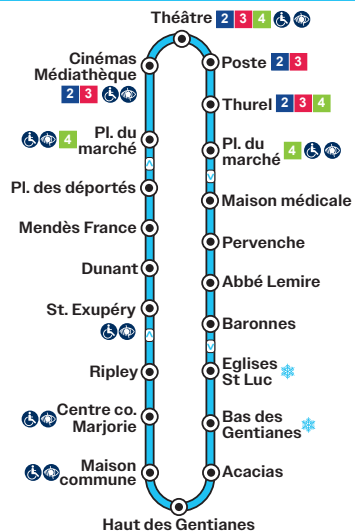 Théâtre 2 3 4
Cinémas
Médiathèque
2 3
Poste 2 3
Thurel 2 3 4
4 Pl. du
marché
Pl. du
marché 4
Pl. des déportés
Maison médicale
Mendès France
Pervenche
Dunant
Abbé Lemire
St. Exupéry
Baronnes
Ripley
Eglises
St Luc
Centre co.
Marjorie
Bas des
Gentianes
Maison
commune
Acacias
Haut des Gentianes